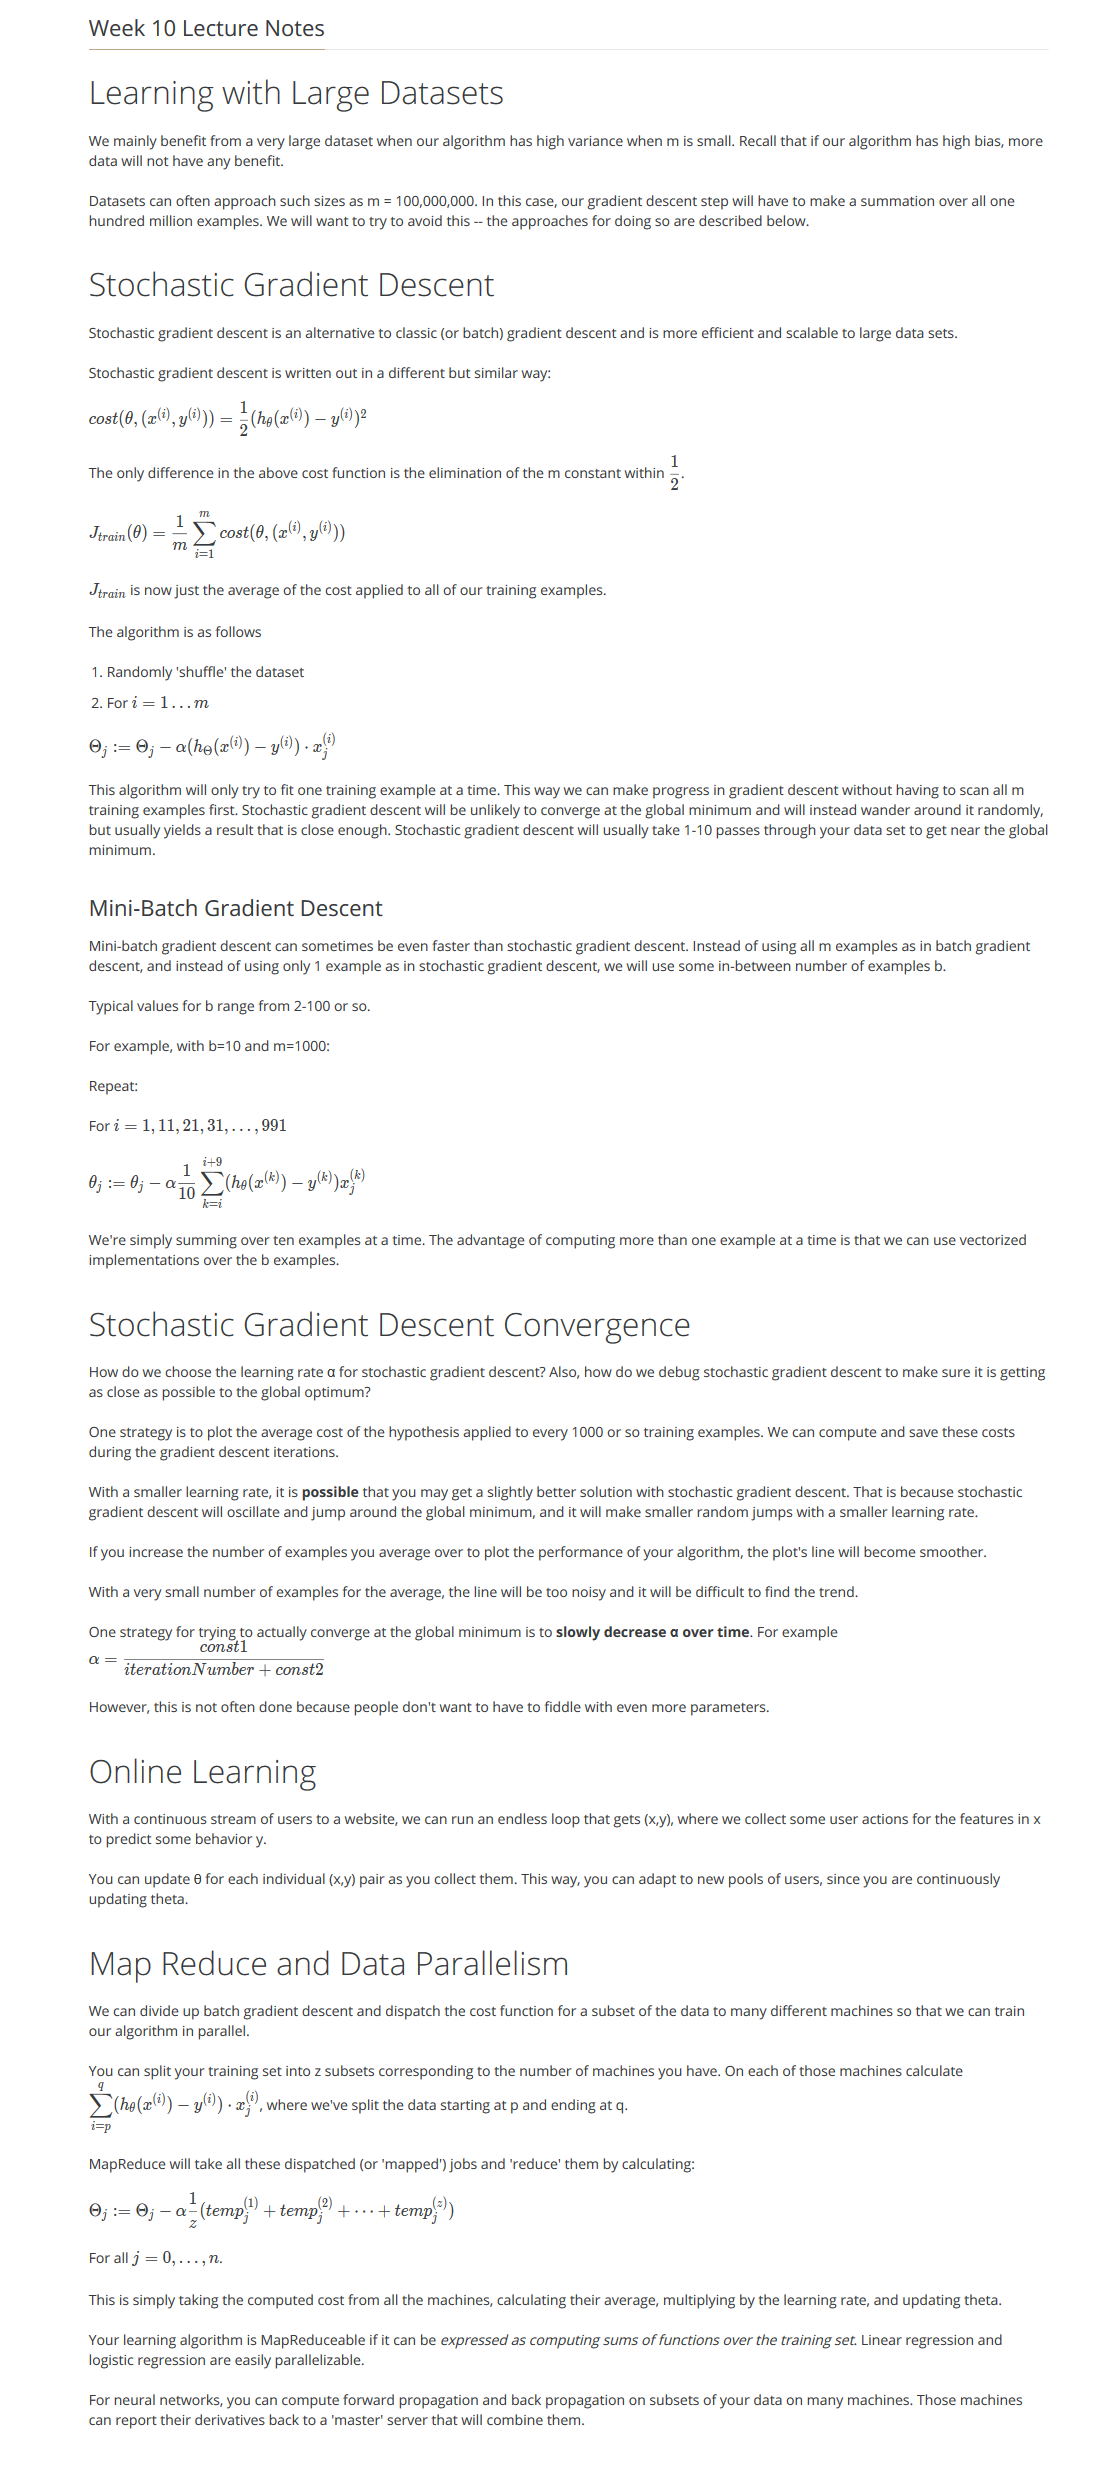 Week 10 Lecture Notes
Learning with Large Datasets
We mainly benefit from a very large dataset when our algorithm has high variance when m is small. Recall that if our algorithm has high bias, more
data will not have any benefit.
Datasets can often approach such sizes as m = 100,000,000. In this case, our gradient descent step will have to make a summation over all one
hundred million examples. We will want to try to avoid this -- the approaches for doing so are described below.
Stochastic Gradient Descent
Stochastic gradient descent is an alternative to classic (or batch) gradient descent and is more efficient and scalable to large data sets.
Stochastic gradient descent is written out in a different but similar way:
cost(θ, (x^(i), y^(i))) = 1/2 (h_θ(x^(i)) − y^(i))^2
The only difference in the above cost function is the elimination of the m constant within 1/2.
J_train(θ) = 1/m ∑_{i=1}^{m} cost(θ, (x^(i), y^(i)))
J_train is now just the average of the cost applied to all of our training examples.
The algorithm is as follows
1. Randomly 'shuffle' the dataset
2. For i = 1…m
Θ_j := Θ_j − α(h_Θ(x^(i)) − y^(i)) · x_j^(i)
This algorithm will only try to fit one training example at a time. This way we can make progress in gradient descent without having to scan all m
training examples first. Stochastic gradient descent will be unlikely to converge at the global minimum and will instead wander around it randomly,
but usually yields a result that is close enough. Stochastic gradient descent will usually take 1-10 passes through your data set to get near the global
minimum.
Mini-Batch Gradient Descent
Mini-batch gradient descent can sometimes be even faster than stochastic gradient descent. Instead of using all m examples as in batch gradient
descent, and instead of using only 1 example as in stochastic gradient descent, we will use some in-between number of examples b.
Typical values for b range from 2-100 or so.
For example, with b=10 and m=1000:
Repeat:
For i = 1, 11, 21, 31, …, 991
θ_j := θ_j − α 1/10 ∑_{k=i}^{i+9} (h_θ(x^(k)) − y^(k))x_j^(k)
We're simply summing over ten examples at a time. The advantage of computing more than one example at a time is that we can use vectorized
implementations over the b examples.
Stochastic Gradient Descent Convergence
How do we choose the learning rate α for stochastic gradient descent? Also, how do we debug stochastic gradient descent to make sure it is getting
as close as possible to the global optimum?
One strategy is to plot the average cost of the hypothesis applied to every 1000 or so training examples. We can compute and save these costs
during the gradient descent iterations.
With a smaller learning rate, it is possible that you may get a slightly better solution with stochastic gradient descent. That is because stochastic
gradient descent will oscillate and jump around the global minimum, and it will make smaller random jumps with a smaller learning rate.
If you increase the number of examples you average over to plot the performance of your algorithm, the plot's line will become smoother.
With a very small number of examples for the average, the line will be too noisy and it will be difficult to find the trend.
One strategy for trying to actually converge at the global minimum is to slowly decrease α over time. For example
α = const1 / (iterationNumber + const2)
However, this is not often done because people don't want to have to fiddle with even more parameters.
Online Learning
With a continuous stream of users to a website, we can run an endless loop that gets (x,y), where we collect some user actions for the features in x
to predict some behavior y.
You can update θ for each individual (x,y) pair as you collect them. This way, you can adapt to new pools of users, since you are continuously
updating theta.
Map Reduce and Data Parallelism
We can divide up batch gradient descent and dispatch the cost function for a subset of the data to many different machines so that we can train
our algorithm in parallel.
You can split your training set into z subsets corresponding to the number of machines you have. On each of those machines calculate
∑_{i=p}^{q} (h_θ(x^(i)) − y^(i)) · x_j^(i), where we've split the data starting at p and ending at q.
MapReduce will take all these dispatched (or 'mapped') jobs and 'reduce' them by calculating:
Θ_j := Θ_j − α 1/z (temp_j^(1) + temp_j^(2) + ⋯ + temp_j^(z))
For all j = 0, …, n.
This is simply taking the computed cost from all the machines, calculating their average, multiplying by the learning rate, and updating theta.
Your learning algorithm is MapReduceable if it can be expressed as computing sums of functions over the training set. Linear regression and
logistic regression are easily parallelizable.
For neural networks, you can compute forward propagation and back propagation on subsets of your data on many machines. Those machines
can report their derivatives back to a 'master' server that will combine them.